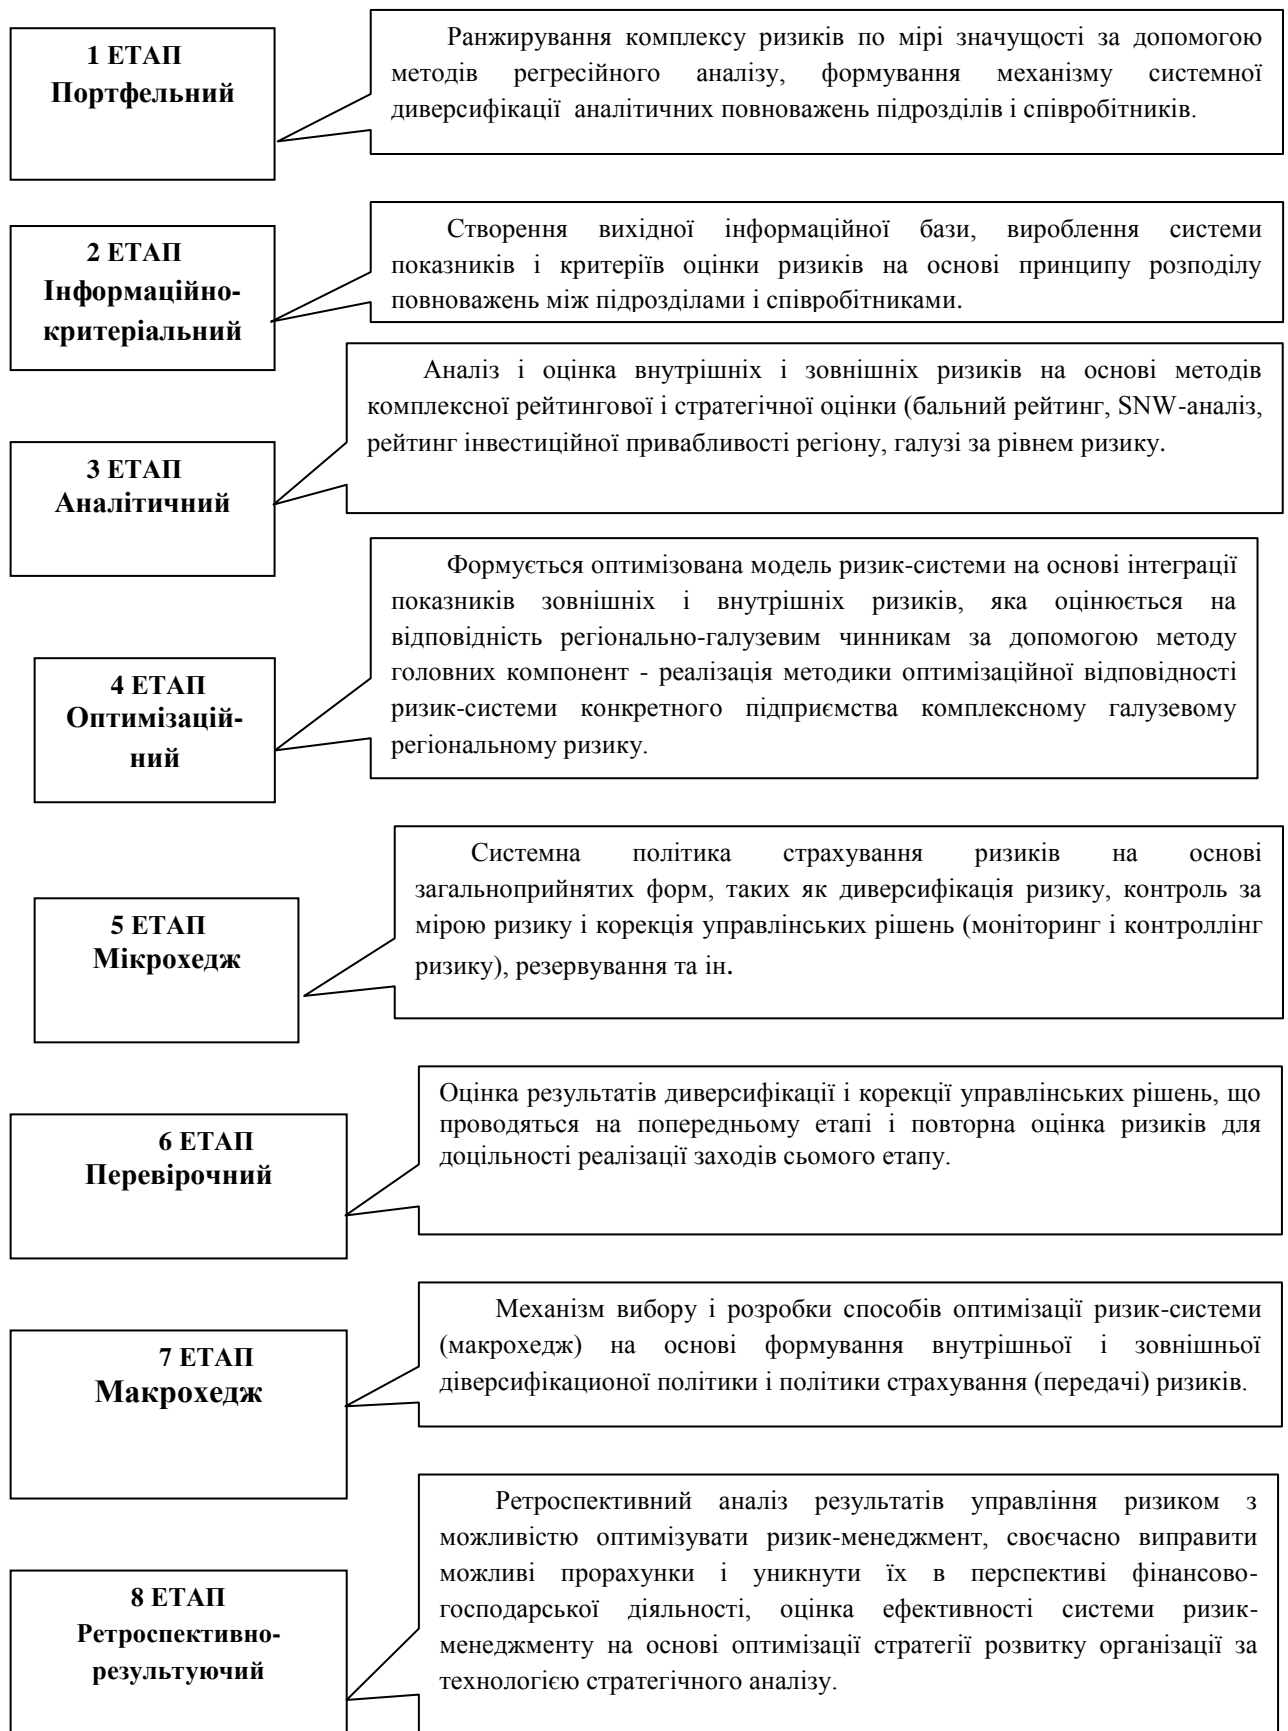 1 ЕТАП
Портфельний
Ранжирування комплексу ризиків по мірі значущості за допомогою
методів регресійного аналізу, формування механізму системної
диверсифікації аналітичних повноважень підрозділів і співробітників.
2 ЕТАП
Інформаційно-
критеріальний
Створення вихідної інформаційної бази, вироблення системи
показників і критеріїв оцінки ризиків на основі принципу розподілу
повноважень між підрозділами і співробітниками.
3 ЕТАП
Аналітичний
Аналіз і оцінка внутрішніх і зовнішніх ризиків на основі методів
комплексної рейтингової і стратегічної оцінки (бальний рейтинг, SNW-аналіз,
рейтинг інвестиційної привабливості регіону, галузі за рівнем ризику.
4 ЕТАП
Оптимізацій-
ний
Формується оптимізована модель ризик-системи на основі інтеграції
показників зовнішніх і внутрішніх ризиків, яка оцінюється на
відповідність регіонально-галузевим чинникам за допомогою методу
головних компонент - реалізація методики оптимізаційної відповідності
ризик-системи конкретного підприємства комплексному галузевому
регіональному ризику.
5 ЕТАП
Мікрохедж
Системна політика страхування ризиків на основі
загальноприйнятих форм, таких як диверсифікація ризику, контроль за
мірою ризику і корекція управлінських рішень (моніторинг і контроллінг
ризику), резервування та ін.
6 ЕТАП
Перевірочний
Оцінка результатів диверсифікації і корекції управлінських рішень, що
проводяться на попередньому етапі і повторна оцінка ризиків для
доцільності реалізації заходів сьомого етапу.
7 ЕТАП
Макрохедж
Механізм вибору і розробки способів оптимізації ризик-системи
(макрохедж) на основі формування внутрішньої і зовнішньої
діверсифікационої політики і політики страхування (передачі) ризиків.
8 ЕТАП
Ретроспективно-
результуючий
Ретроспективний аналіз результатів управління ризиком з
можливістю оптимізувати ризик-менеджмент, своєчасно виправити
можливі прорахунки і уникнути їх в перспективі фінансово-
господарської діяльності, оцінка ефективності системи ризик-
менеджменту на основі оптимізації стратегії розвитку організації за
технологією стратегічного аналізу.